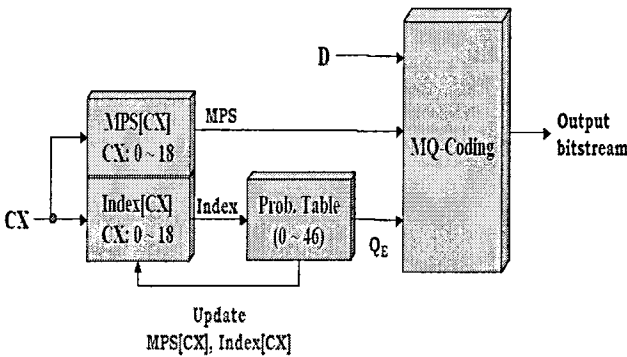 D
MPS[CX]
CX: 0 ~ 18
MPS
MQ-Coding
Output
bitstream
CX
Index[CX]
CX: 0 ~ 18
Index
Prob. Table
(0 ~ 46)
QE
Update
MPS[CX], Index[CX]